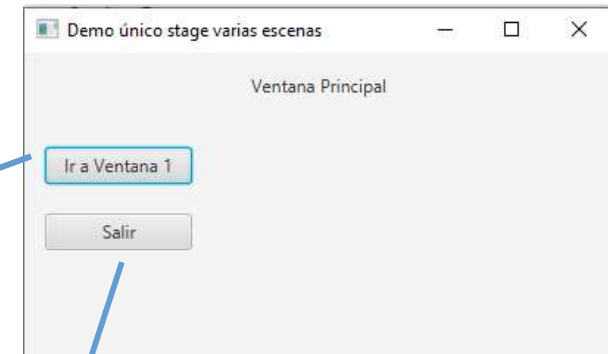 Demo único stage varias escenas
Ventana Principal
Ir a Ventana 1
Salir